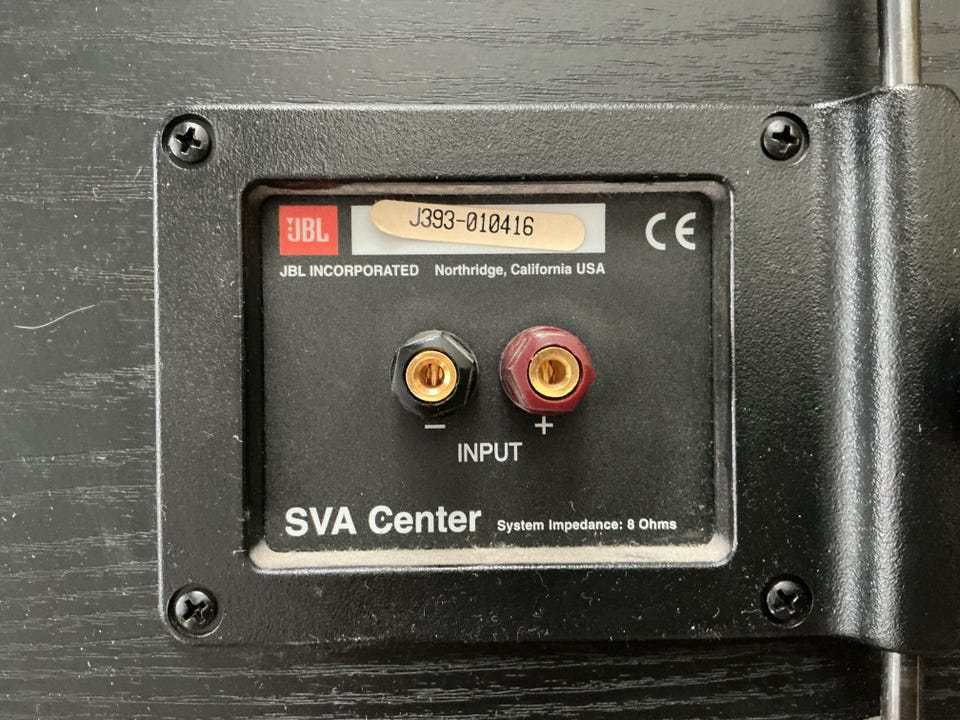 JBL
J393-010416
CE
JBL INCORPORATED Northridge, California USA
− +
INPUT
SVA Center System Impedance: 8 Ohms